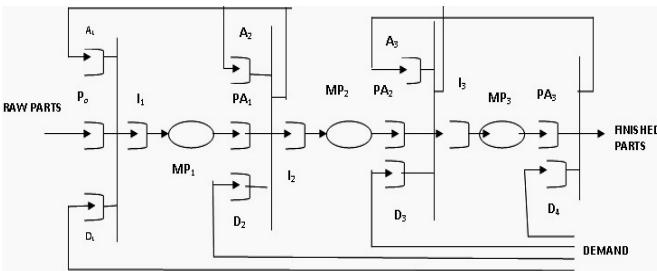 A₁
A₂
A₃
P₀
I₁
PA₁
MP₂
PA₂
I₃
MP₃
PA₃
RAW PARTS
FINISHED
PARTS
MP₁
I₂
D₁
D₂
D₃
D₄
DEMAND